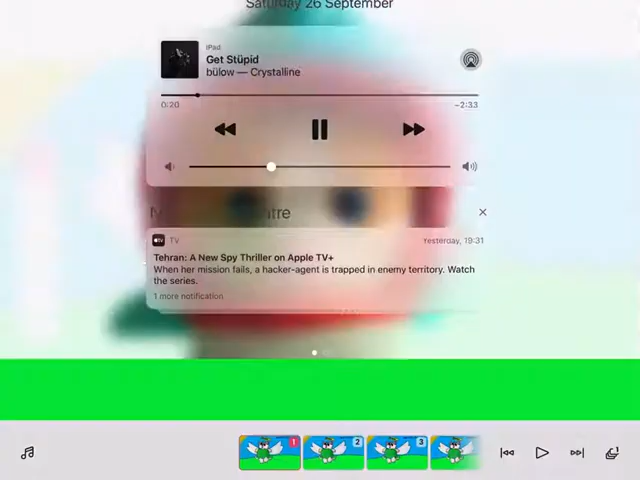 Saturday 26 September
iPad
Get Stüpid
bülow — Crystalline
0:20
−2:33
ntre
TV
Yesterday, 19:31
Tehran: A New Spy Thriller on Apple TV+
When her mission fails, a hacker-agent is trapped in enemy territory. Watch
the series.
1 more notification
1
2
3